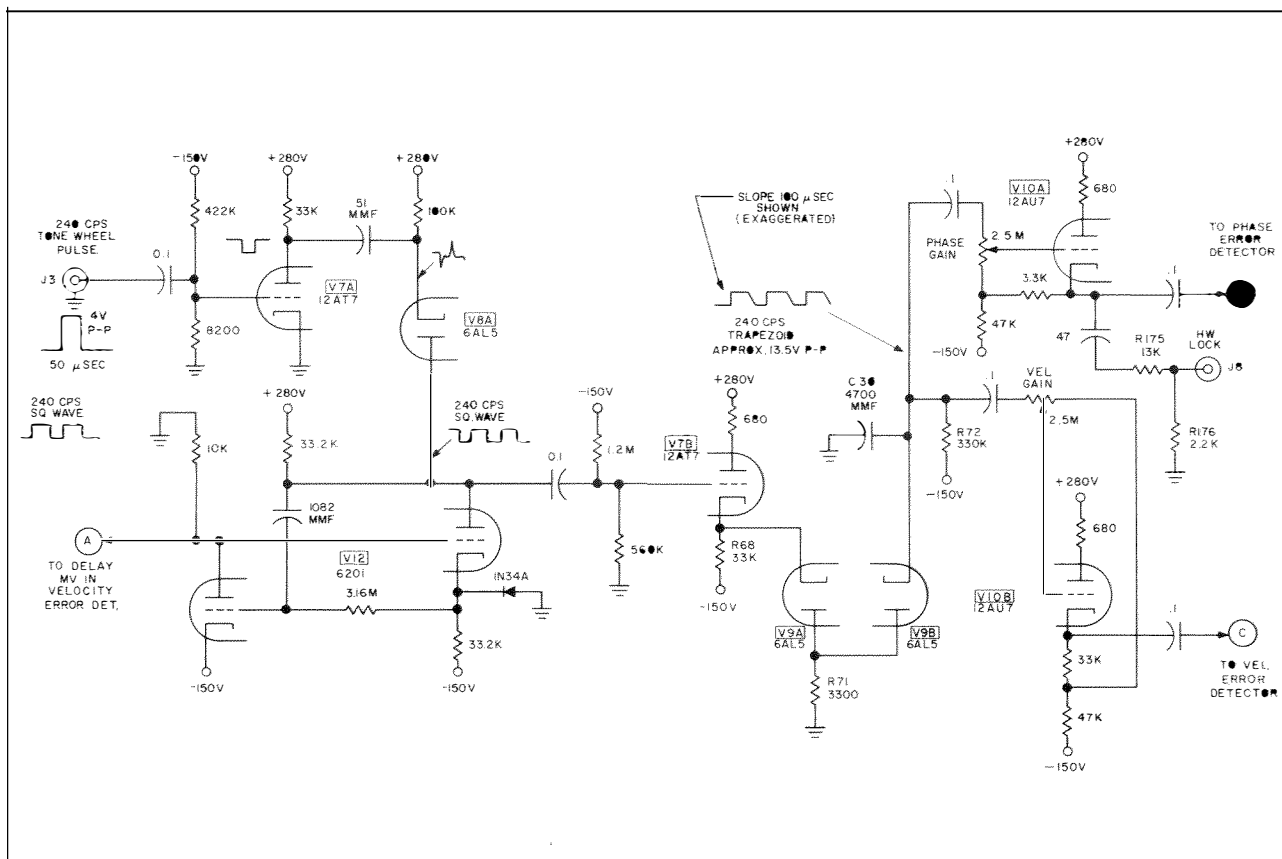 -150V
+280V
+280V
422K
33K
51
MMF
100K
240 CPS
TONE WHEEL
PULSE.
J3
0.1
V7A
12AT7
4V
P-P
50 μSEC
8200
V8A
6AL5
240 CPS
SQ WAVE
10K
+280V
33.2K
240 CPS
SQ.WAVE
-150V
1.2M
0.1
560K
1082
MMF
A
TO DELAY
MV IN
VELOCITY
ERROR DET.
V12
6201
3.16M
1N34A
33.2K
-150V
-150V
+280V
680
V7B
12AT7
R68
33K
-150V
V9A
6AL5
V9B
6AL5
R71
3300
SLOPE 100 μSEC
SHOWN
(EXAGGERATED)
240 CPS
TRAPEZOID
APPROX. 13.5V P-P
C 36
4700
MMF
R72
330K
-150V
.1
PHASE
GAIN
2.5M
47K
-150V
3.3K
V10A
12AU7
+280V
680
.1
TO PHASE
ERROR
DETECTOR
47
R175
13K
HW
LOCK
J8
R176
2.2K
.1
VEL
GAIN
2.5M
+280V
680
V10B
12AU7
33K
47K
-150V
.1
C
TO VEL.
ERROR
DETECTOR